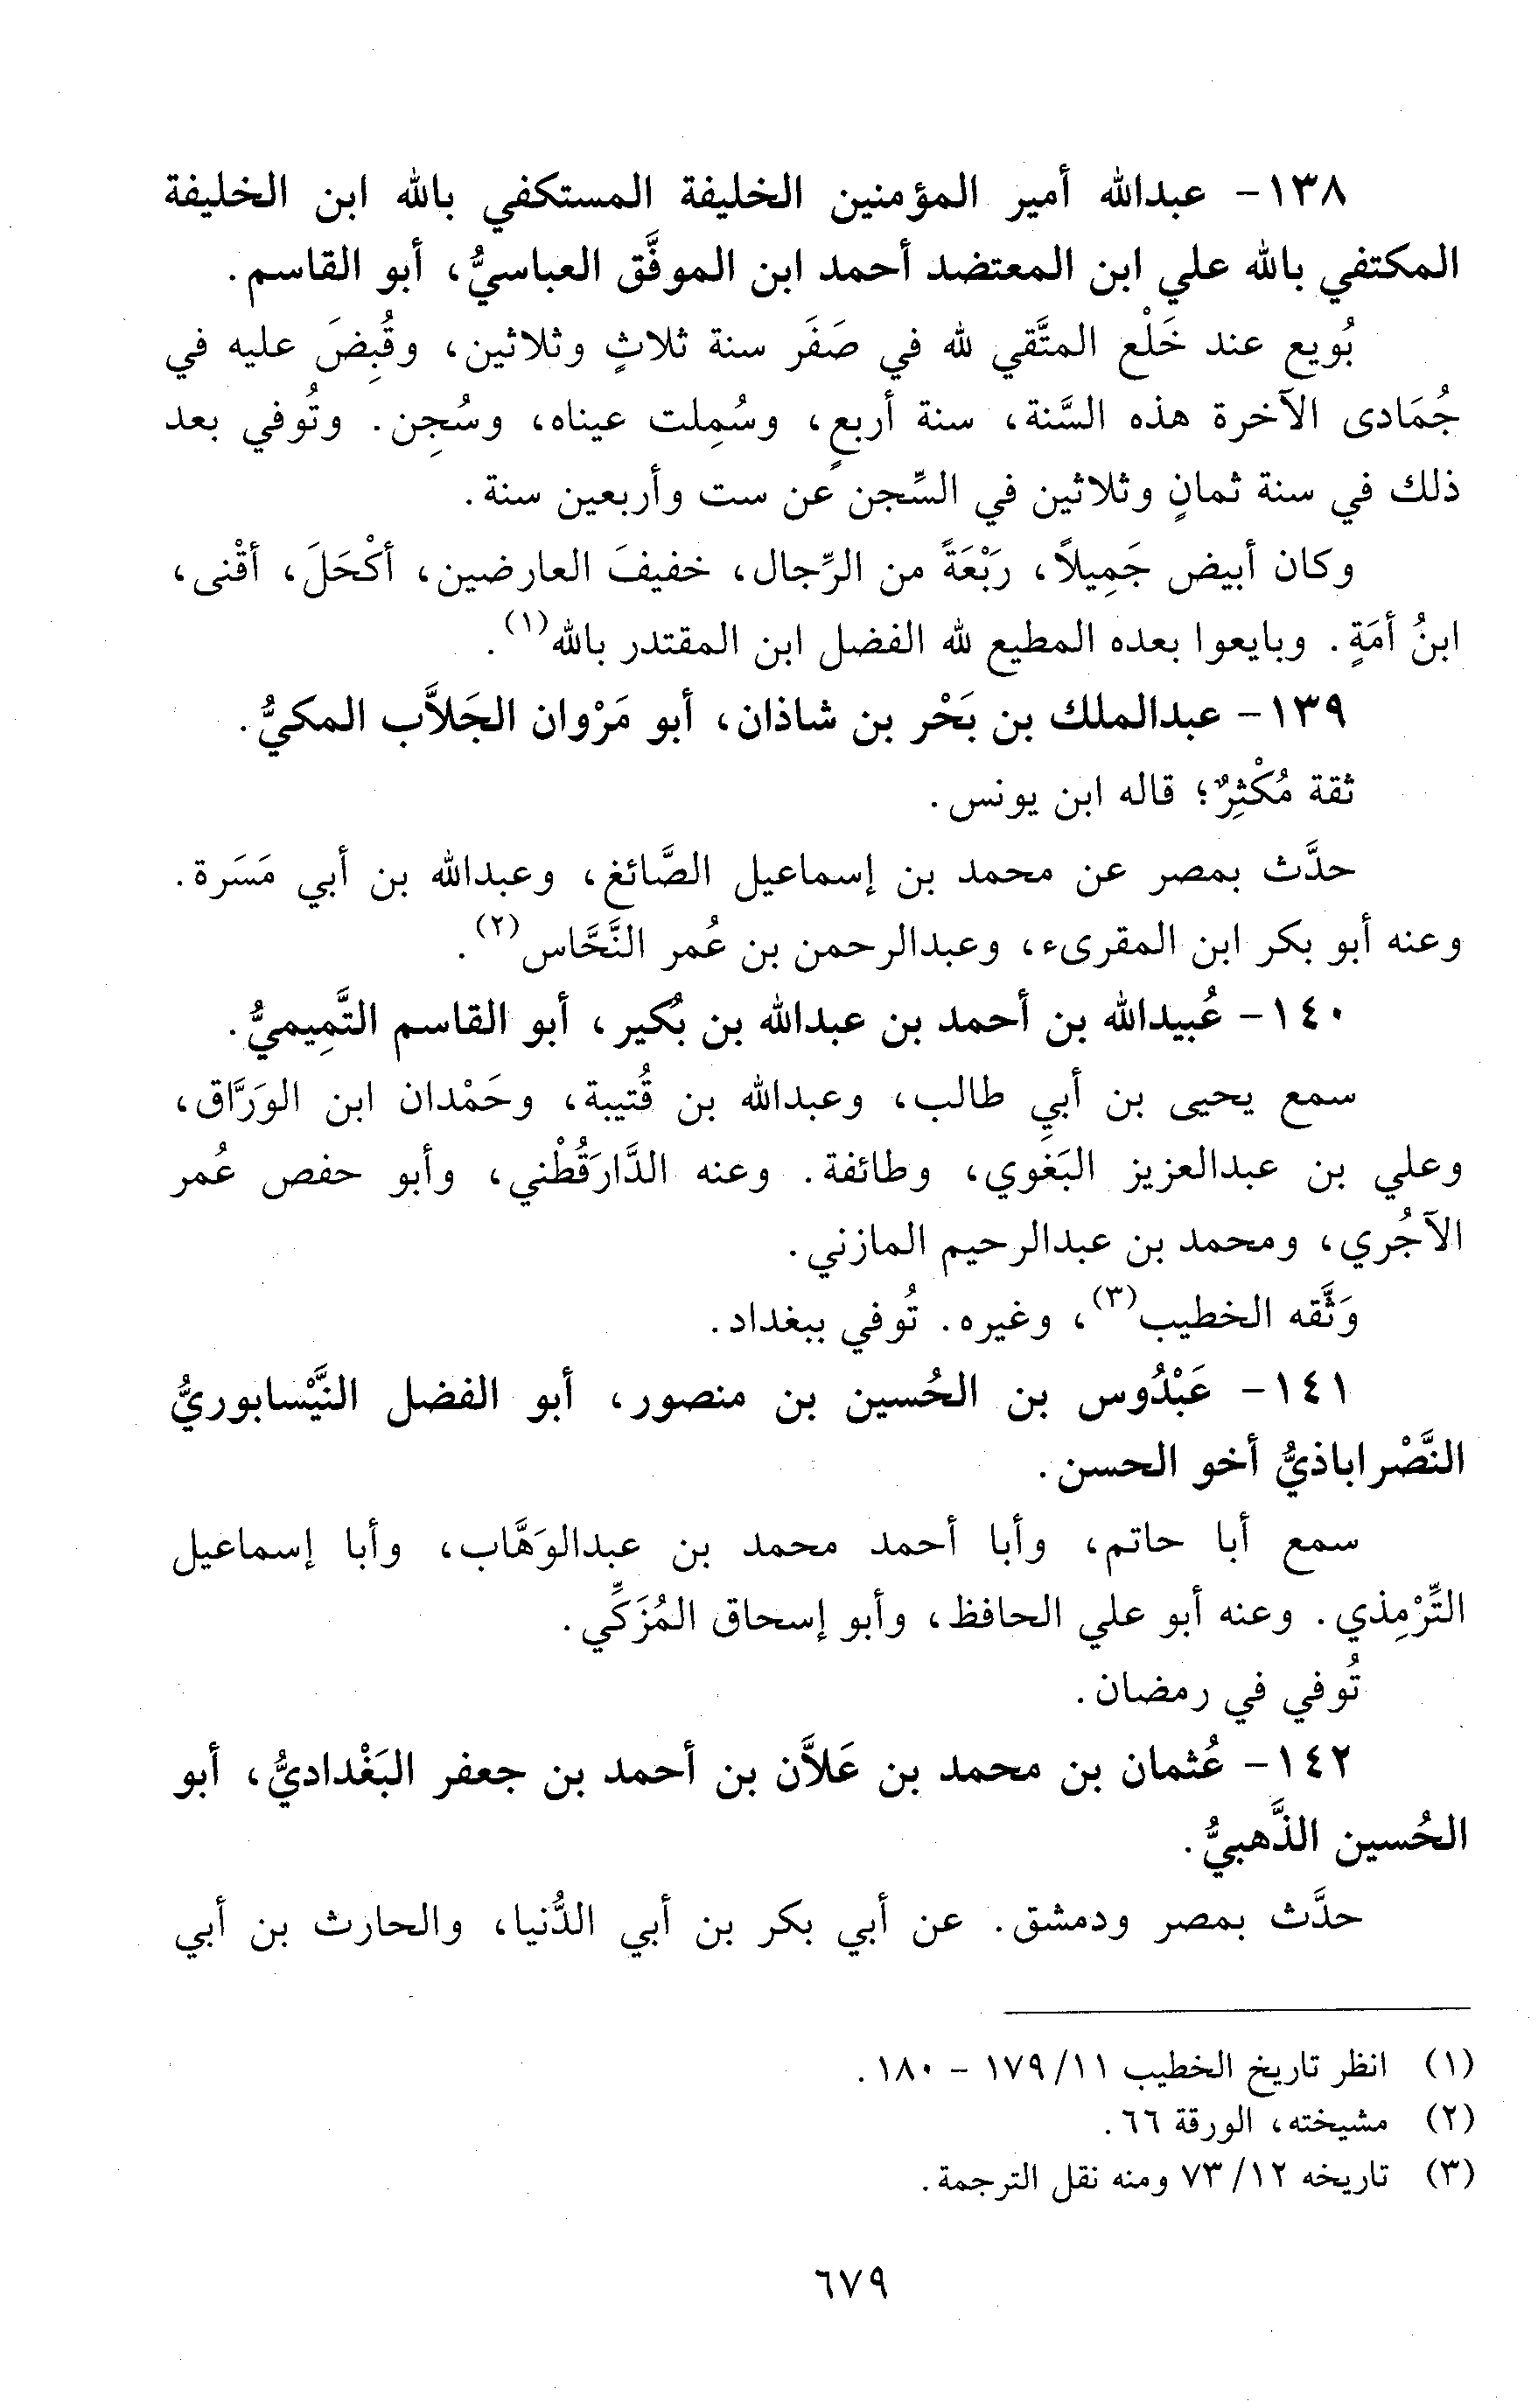 ١٣٨- عبدالله أمير المؤمنين الخليفة المستكفي بالله ابن الخليفة
المكتفي بالله علي ابن المعتضد أحمد ابن الموفَّق العباسيُّ، أبو القاسم.
بُويع عند خَلْع المتَّقي لله في صَفَر سنة ثلاثٍ وثلاثين، وقُبِضَ عليه في
جُمَادى الآخرة هذه السَّنة، سنة أربعٍ، وسُمِلت عيناه، وسُجِن. وتُوفي بعد
ذلك في سنة ثمانٍ وثلاثين في السِّجن عن ست وأربعين سنة.
وكان أبيض جَمِيلاً، رَبْعَةً من الرِّجال، خفيفَ العارضين، أكْحَلَ، أقْنى،
ابنُ أمَةٍ. وبايعوا بعده المطيع لله الفضل ابن المقتدر بالله(١).
١٣٩- عبدالملك بن بَحْر بن شاذان، أبو مَرْوان الجَلاَّب المكيُّ.
ثقة مُكْثِرٌ؛ قاله ابن يونس.
حدَّث بمصر عن محمد بن إسماعيل الصَّائغ، وعبدالله بن أبي مَسَرة.
وعنه أبو بكر ابن المقرىء، وعبدالرحمن بن عُمر النَّحَّاس(٢).
١٤٠- عُبيدالله بن أحمد بن عبدالله بن بُكير، أبو القاسم التَّمِيميُّ.
سمع يحيى بن أبي طالب، وعبدالله بن قُتيبة، وحَمْدان ابن الورَّاق،
وعلي بن عبدالعزيز البَغوي، وطائفة. وعنه الدَّارَقُطْني، وأبو حفص عُمر
الآجُري، ومحمد بن عبدالرحيم المازني.
وَثَّقه الخطيب(٣)، وغيره. تُوفي ببغداد.
١٤١- عَبْدُوس بن الحُسين بن منصور، أبو الفضل النَّيْسابوريُّ
النَّصْراباذيُّ أخو الحسن.
سمع أبا حاتم، وأبا أحمد محمد بن عبدالوَهَّاب، وأبا إسماعيل
التِّرْمِذي. وعنه أبو علي الحافظ، وأبو إسحاق المُزَكِّي.
تُوفي في رمضان.
١٤٢- عُثمان بن محمد بن عَلاَّن بن أحمد بن جعفر البَغْداديُّ، أبو
الحُسين الذَّهبيُّ.
حدَّث بمصر ودمشق. عن أبي بكر بن أبي الدُّنيا، والحارث بن أبي
(١) انظر تاريخ الخطيب ١١/ ١٧٩ - ١٨٠.
(٢) مشيخته، الورقة ٦٦.
(٣) تاريخه ١٢/ ٧٣ ومنه نقل الترجمة.
٦٧٩